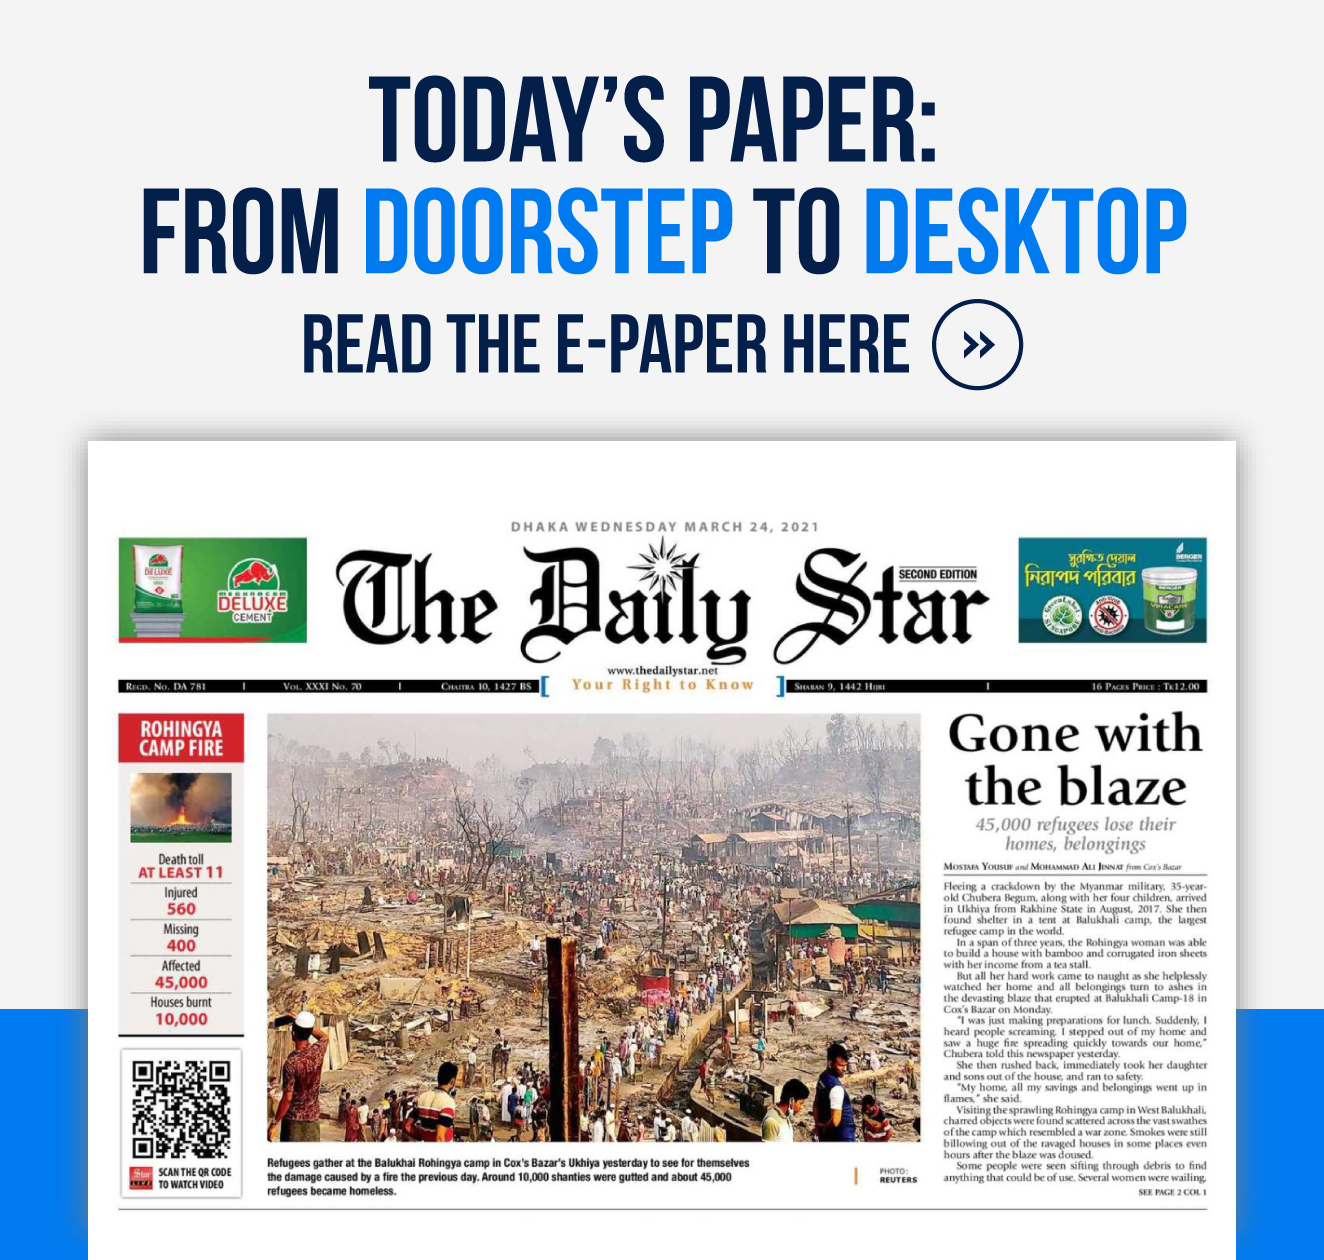 TODAY'S PAPER:
FROM DOORSTEP TO DESKTOP
READ THE E-PAPER HERE »
DHAKA WEDNESDAY MARCH 24, 2021
DELUXE
DELUXE
CEMENT
The Daily Star
SECOND EDITION
www.thedailystar.net
সুরক্ষিত দেয়াল
নিরাপদ পরিবার
BERGER
BERGER
REGD. NO. DA 781 | VOL. XXXI NO. 70 | CHAITRA 10, 1427 BS
[ Your Right to Know ]
SHABAN 9, 1442 HIJRI | 16 PAGES PRICE : TK12.00
ROHINGYA
CAMP FIRE
Death toll
AT LEAST 11
Injured
560
Missing
400
Affected
45,000
Houses burnt
10,000
SCAN THE QR CODE
TO WATCH VIDEO
Star
LIVE
Refugees gather at the Balukhai Rohingya camp in Cox's Bazar's Ukhiya yesterday to see for themselves
the damage caused by a fire the previous day. Around 10,000 shanties were gutted and about 45,000
refugees became homeless.
PHOTO:
REUTERS
Gone with
the blaze
45,000 refugees lose their
homes, belongings
MOSTAFA YOUSUF and MOHAMMAD ALI JINNAT from Cox's Bazar
Fleeing a crackdown by the Myanmar military, 35-year-
old Chubera Begum, along with her four children, arrived
in Ukhiya from Rakhine State in August, 2017. She then
found shelter in a tent at Balukhali camp, the largest
refugee camp in the world.
In a span of three years, the Rohingya woman was able
to build a house with bamboo and corrugated iron sheets
with her income from a tea stall.
But all her hard work came to naught as she helplessly
watched her home and all belongings turn to ashes in
the devasting blaze that erupted at Balukhali Camp-18 in
Cox's Bazar on Monday.
"I was just making preparations for lunch. Suddenly, I
heard people screaming. I stepped out of my home and
saw a huge fire spreading quickly towards our home,"
Chubera told this newspaper yesterday.
She then rushed back, immediately took her daughter
and sons out of the house, and ran to safety.
"My home, all my savings and belongings went up in
flames," she said.
Visiting the sprawling Rohingya camp in West Balukhali,
charred objects were found scattered across the vast swathes
of the camp which resembled a war zone. Smokes were still
billowing out of the ravaged houses in some places even
hours after the blaze was doused.
Some people were seen sifting through debris to find
anything that could be of use. Several women were wailing,
SEE PAGE 2 COL 1